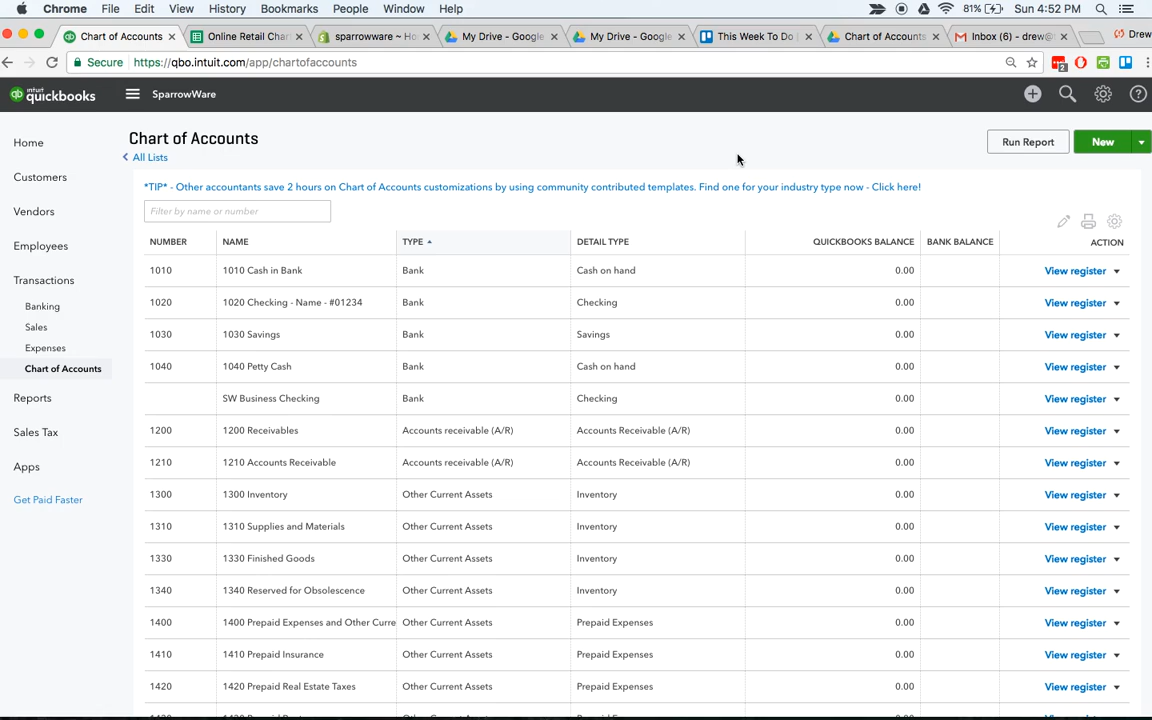 Chrome File Edit View History Bookmarks People Window Help 81% Sun 4:52 PM
Chart of Accounts Online Retail Char sparrowware ~ Ho My Drive - Google My Drive - Google This Week To Do Chart of Accounts Inbox (6) - drew@ Drew
Secure https://qbo.intuit.com/app/chartofaccounts 2
intuit quickbooks SparrowWare
Home
Customers
Vendors
Employees
Transactions
Banking
Sales
Expenses
Chart of Accounts
Reports
Sales Tax
Apps
Get Paid Faster
Chart of Accounts
All Lists
Run Report New
*TIP* - Other accountants save 2 hours on Chart of Accounts customizations by using community contributed templates. Find one for your industry type now - Click here!
Filter by name or number
NUMBER NAME TYPE DETAIL TYPE QUICKBOOKS BALANCE BANK BALANCE ACTION
1010 1010 Cash in Bank Bank Cash on hand 0.00 View register
1020 1020 Checking - Name - #01234 Bank Checking 0.00 View register
1030 1030 Savings Bank Savings 0.00 View register
1040 1040 Petty Cash Bank Cash on hand 0.00 View register
SW Business Checking Bank Checking 0.00 View register
1200 1200 Receivables Accounts receivable (A/R) Accounts Receivable (A/R) 0.00 View register
1210 1210 Accounts Receivable Accounts receivable (A/R) Accounts Receivable (A/R) 0.00 View register
1300 1300 Inventory Other Current Assets Inventory 0.00 View register
1310 1310 Supplies and Materials Other Current Assets Inventory 0.00 View register
1330 1330 Finished Goods Other Current Assets Inventory 0.00 View register
1340 1340 Reserved for Obsolescence Other Current Assets Inventory 0.00 View register
1400 1400 Prepaid Expenses and Other Curre Other Current Assets Prepaid Expenses 0.00 View register
1410 1410 Prepaid Insurance Other Current Assets Prepaid Expenses 0.00 View register
1420 1420 Prepaid Real Estate Taxes Other Current Assets Prepaid Expenses 0.00 View register